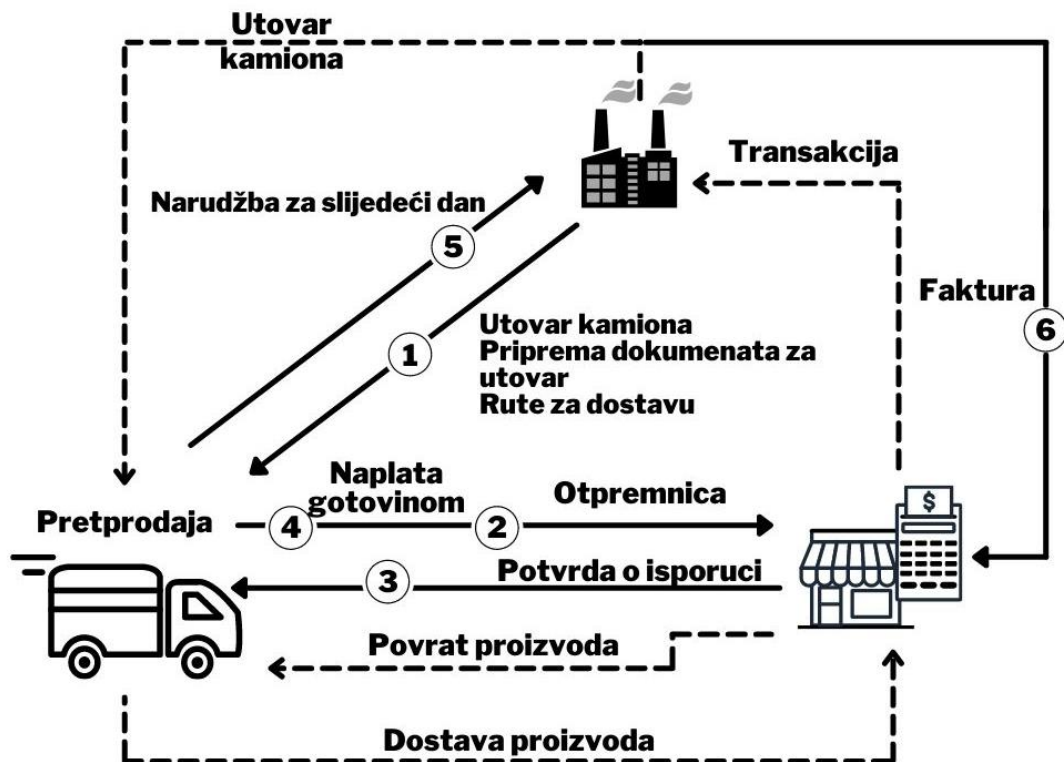 Utovar
kamiona
Transakcija
Narudžba za slijedeći dan
5
Faktura
6
1
Utovar kamiona
Priprema dokumenata za
utovar
Rute za dostavu
Naplata
gotovinom
Otpremnica
Pretprodaja
4
2
$
3
Potvrda o isporuci
Povrat proizvoda
Dostava proizvoda